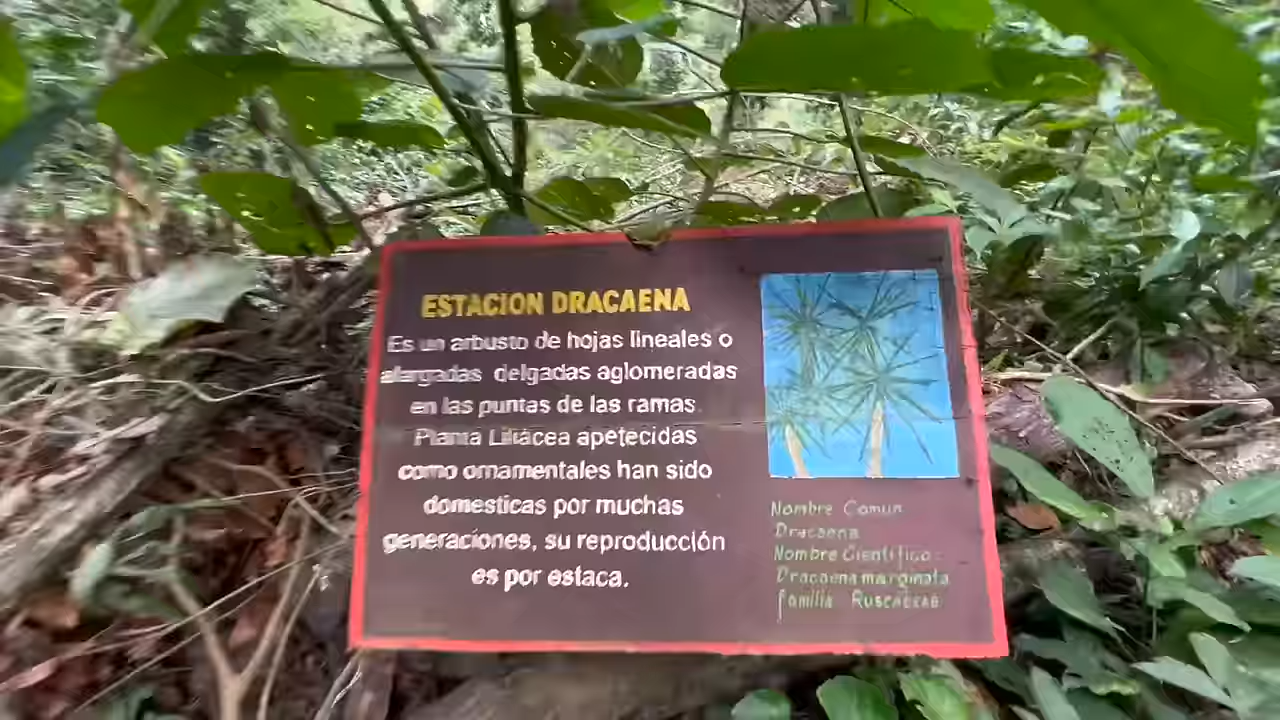 ESTACION DRACAENA
Es un arbusto de hojas lineales o
alargadas delgadas aglomeradas
en las puntas de las ramas.
Planta Liliácea apetecidas
como ornamentales han sido
domesticas por muchas
generaciones, su reproducción
es por estaca.
Nombre Comun
Dracaena
Nombre Cientifico:
Dracaena marginata
familia RUSCACEAE